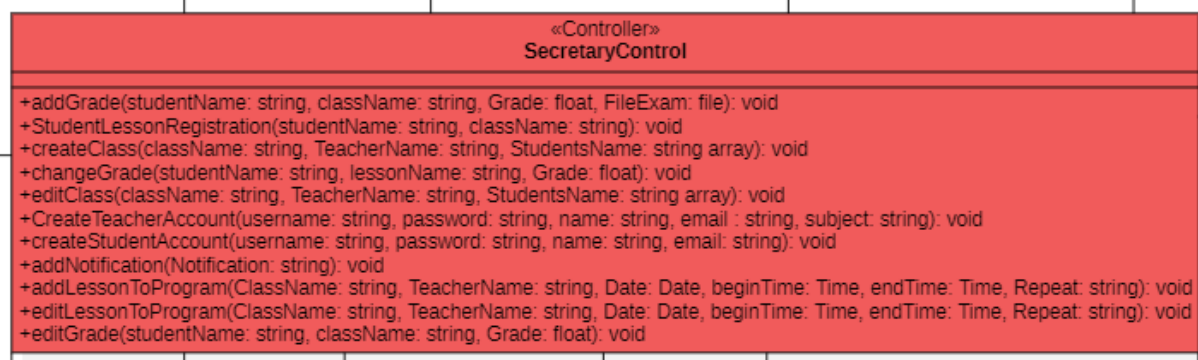 «Controller»
SecretaryControl
+addGrade(studentName: string, className: string, Grade: float, FileExam: file): void
+StudentLessonRegistration(studentName: string, className: string): void
+createClass(className: string, TeacherName: string, StudentsName: string array): void
+changeGrade(studentName: string, lessonName: string, Grade: float): void
+editClass(className: string, TeacherName: string, StudentsName: string array): void
+CreateTeacherAccount(username: string, password: string, name: string, email : string, subject: string): void
+createStudentAccount(username: string, password: string, name: string, email: string): void
+addNotification(Notification: string): void
+addLessonToProgram(ClassName: string, TeacherName: string, Date: Date, beginTime: Time, endTime: Time, Repeat: string): void
+editLessonToProgram(ClassName: string, TeacherName: string, Date: Date, beginTime: Time, endTime: Time, Repeat: string): void
+editGrade(studentName: string, className: string, Grade: float): void